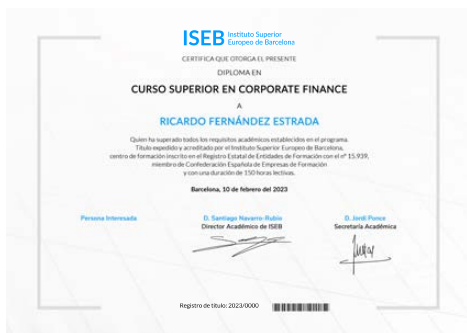 ISEB Instituto Superior
Europeo de Barcelona
CERTIFICA QUE OTORGA EL PRESENTE
DIPLOMA EN
CURSO SUPERIOR EN CORPORATE FINANCE
A
RICARDO FERNÁNDEZ ESTRADA
Quien ha superado todos los requisitos académicos establecidos en el programa.
Título expedido y acreditado por el Instituto Superior Europeo de Barcelona,
centro de formación inscrito en el Registro Estatal de Entidades de Formación con el nº 15.939,
miembro de Confederación Española de Empresas de Formación
y con una duración de 150 horas lectivas.
Barcelona, 10 de febrero del 2023
Persona Interesada
D. Santiago Navarro-Rubio
Director Académico de ISEB
D. Jordi Ponce
Secretaría Académica
Registro de título: 2023/0000